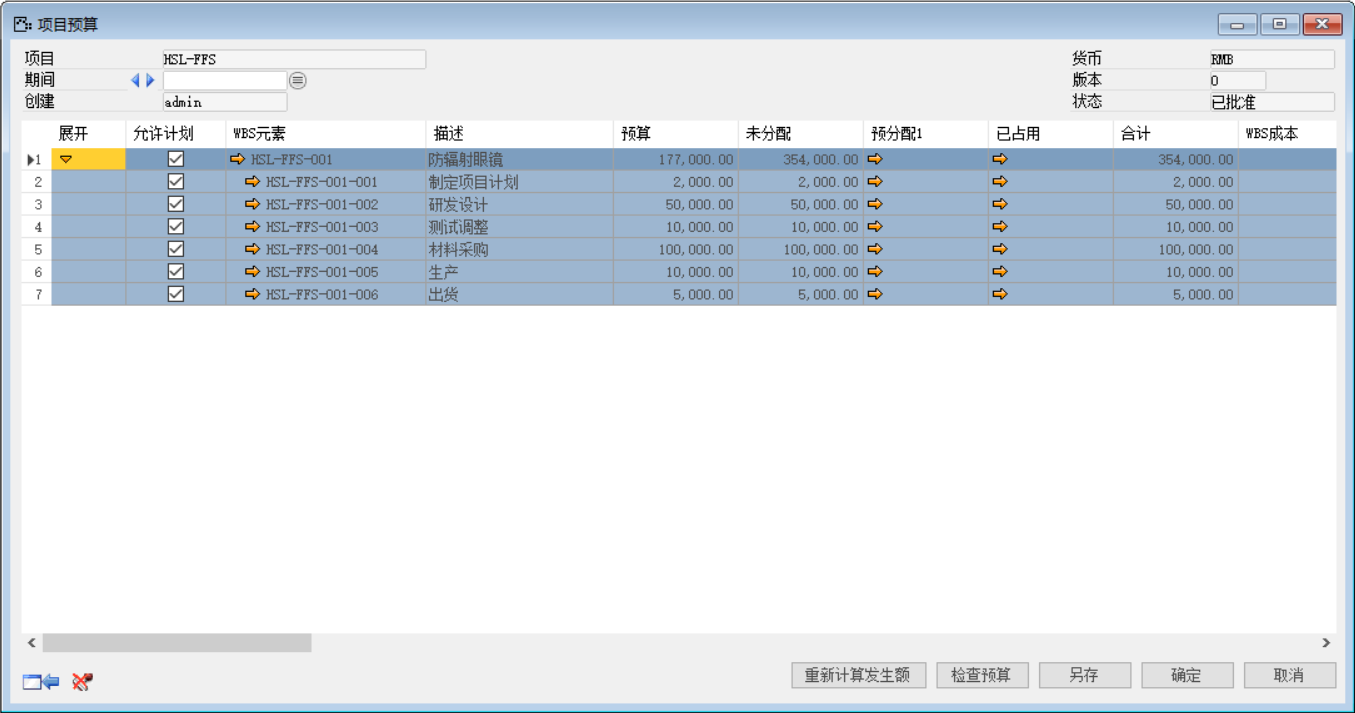 项目预算
项目 HSL-FFS 货币 RMB
期间 版本 0
创建 admin 状态 已批准
展开 允许计划 WBS元素 描述 预算 未分配 预分配1 已占用 合计 WBS成本
1 HSL-FFS-001 防辐射眼镜 177,000.00 354,000.00 354,000.00
2 HSL-FFS-001-001 制定项目计划 2,000.00 2,000.00 2,000.00
3 HSL-FFS-001-002 研发设计 50,000.00 50,000.00 50,000.00
4 HSL-FFS-001-003 测试调整 10,000.00 10,000.00 10,000.00
5 HSL-FFS-001-004 材料采购 100,000.00 100,000.00 100,000.00
6 HSL-FFS-001-005 生产 10,000.00 10,000.00 10,000.00
7 HSL-FFS-001-006 出货 5,000.00 5,000.00 5,000.00
重新计算发生额 检查预算 另存 确定 取消